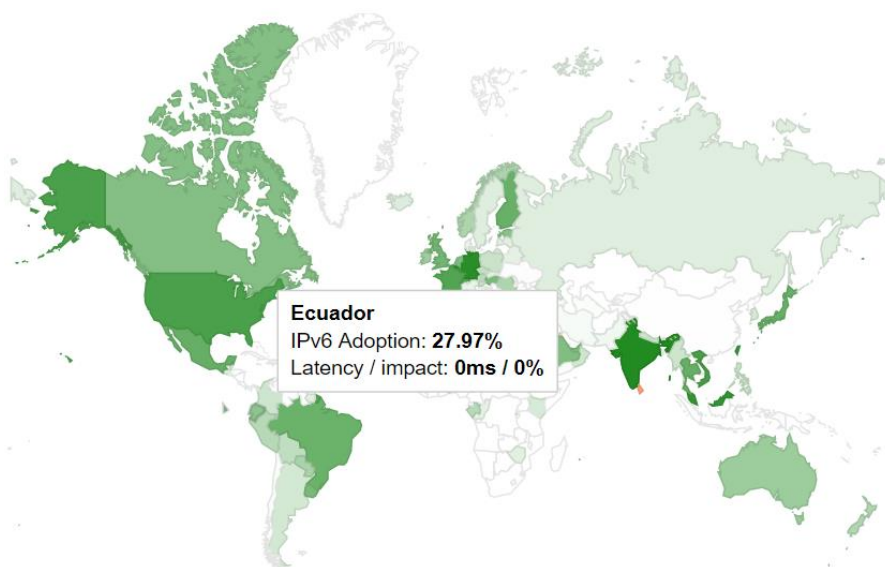 Ecuador
IPv6 Adoption: 27.97%
Latency / impact: 0ms / 0%